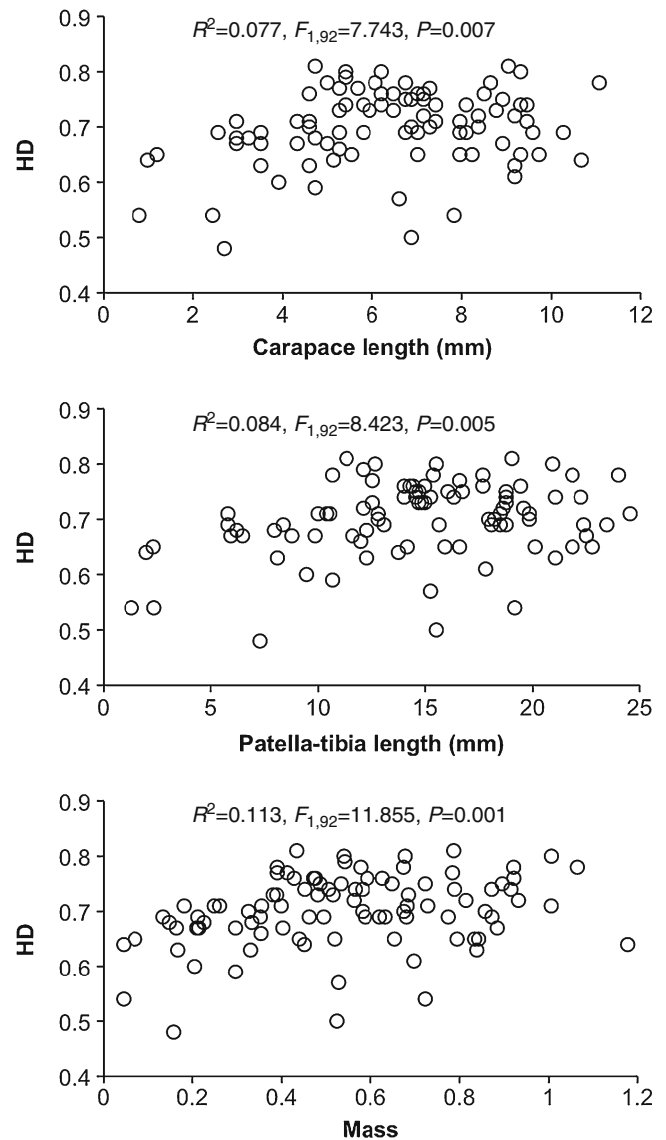 R²=0.077, F1,92=7.743, P=0.007
0.9
0.8
0.7
0.6
0.5
0.4
HD
0 2 4 6 8 10 12
Carapace length (mm)
R²=0.084, F1,92=8.423, P=0.005
0.9
0.8
0.7
0.6
0.5
0.4
HD
0 5 10 15 20 25
Patella-tibia length (mm)
R²=0.113, F1,92=11.855, P=0.001
0.9
0.8
0.7
0.6
0.5
0.4
HD
0 0.2 0.4 0.6 0.8 1 1.2
Mass